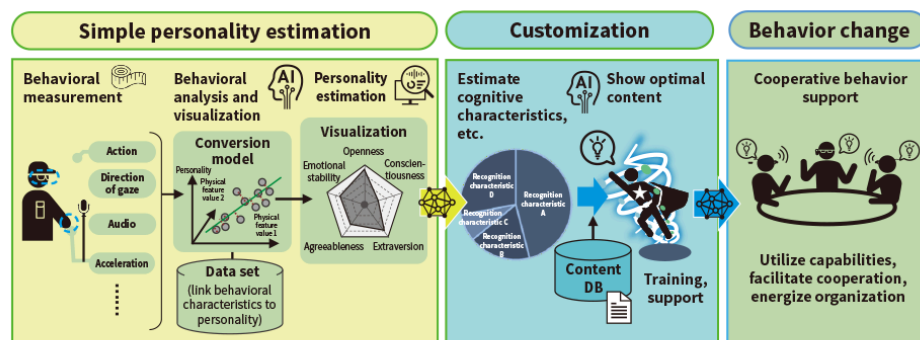 Simple personality estimation
Customization
Behavior change
Behavioral
measurement
Action
Direction
of gaze
Audio
Acceleration
Behavioral
analysis and
visualization
AI
Personality
estimation
Conversion
model
Personality
Physical
feature
value 2
Physical
feature
value 1
Data set
(link behavioral
characteristics to
personality)
Visualization
Openness
Emotional
stability
Conscien-
tiousness
Agreeableness
Extraversion
Estimate
cognitive
characteristics,
etc.
Recognition
characteristic
D
Recognition
characteristic
A
Recognition
characteristic C
Recognition
characteristic
B
AI
Show optimal
content
Content
DB
Training,
support
Cooperative behavior
support
Utilize capabilities,
facilitate cooperation,
energize organization